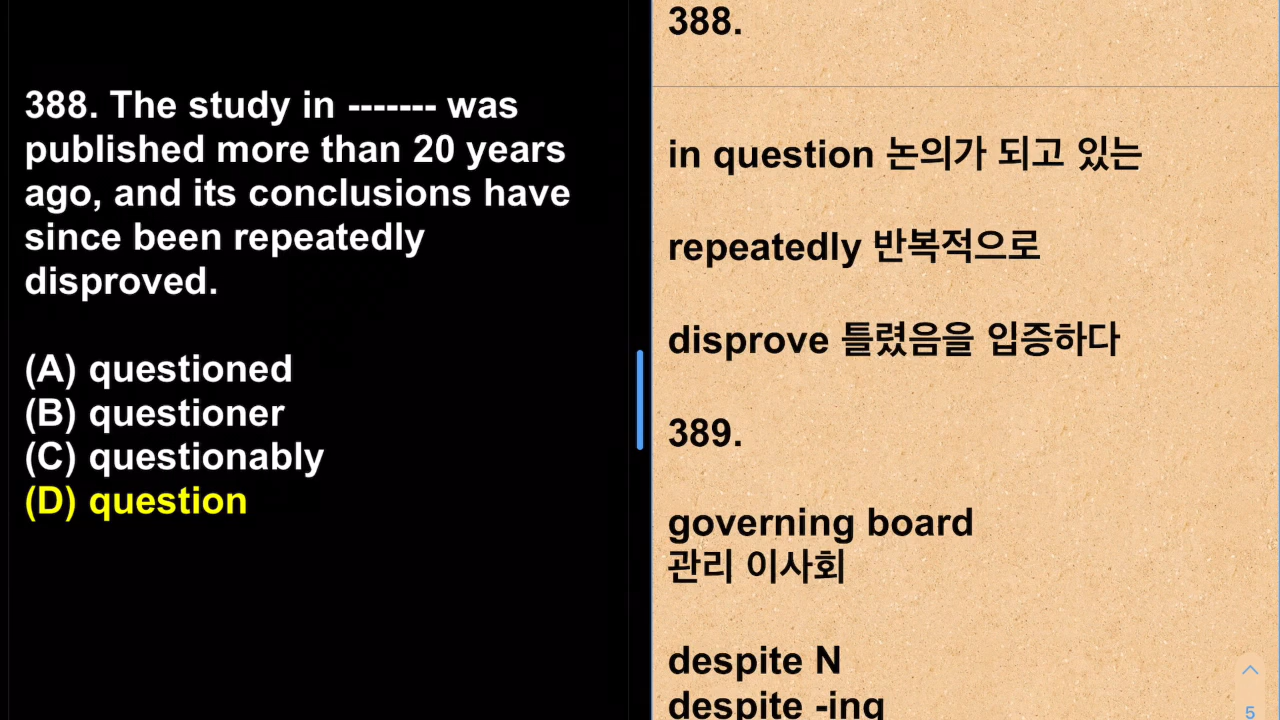 388. The study in ------- was
published more than 20 years
ago, and its conclusions have
since been repeatedly
disproved.
(A) questioned
(B) questioner
(C) questionably
(D) question
388.
in question 논의가 되고 있는
repeatedly 반복적으로
disprove 틀렸음을 입증하다
389.
governing board
관리 이사회
despite N
despite -ing
5